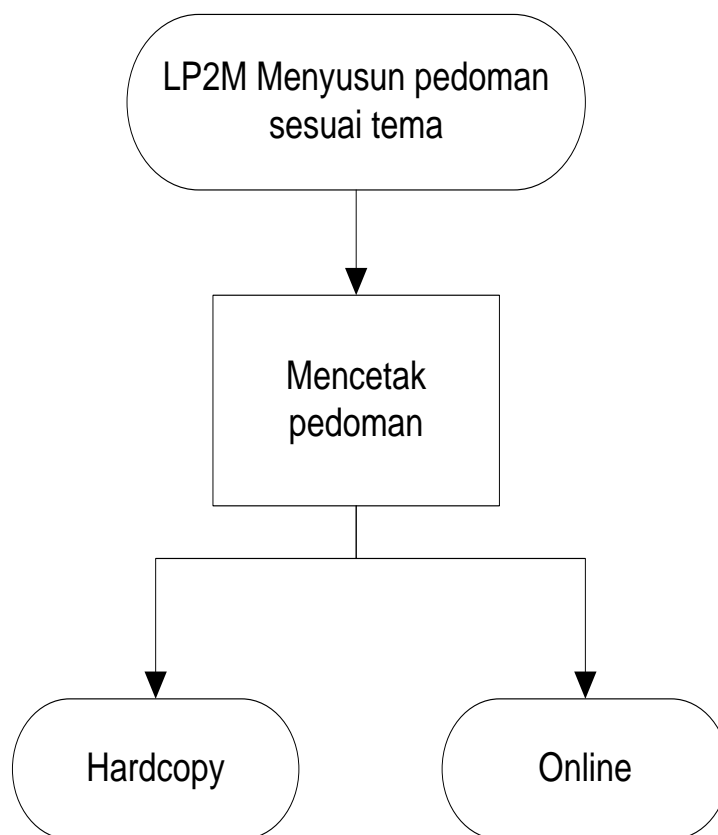 LP2M Menyusun pedoman
sesuai tema
Mencetak
pedoman
Hardcopy
Online